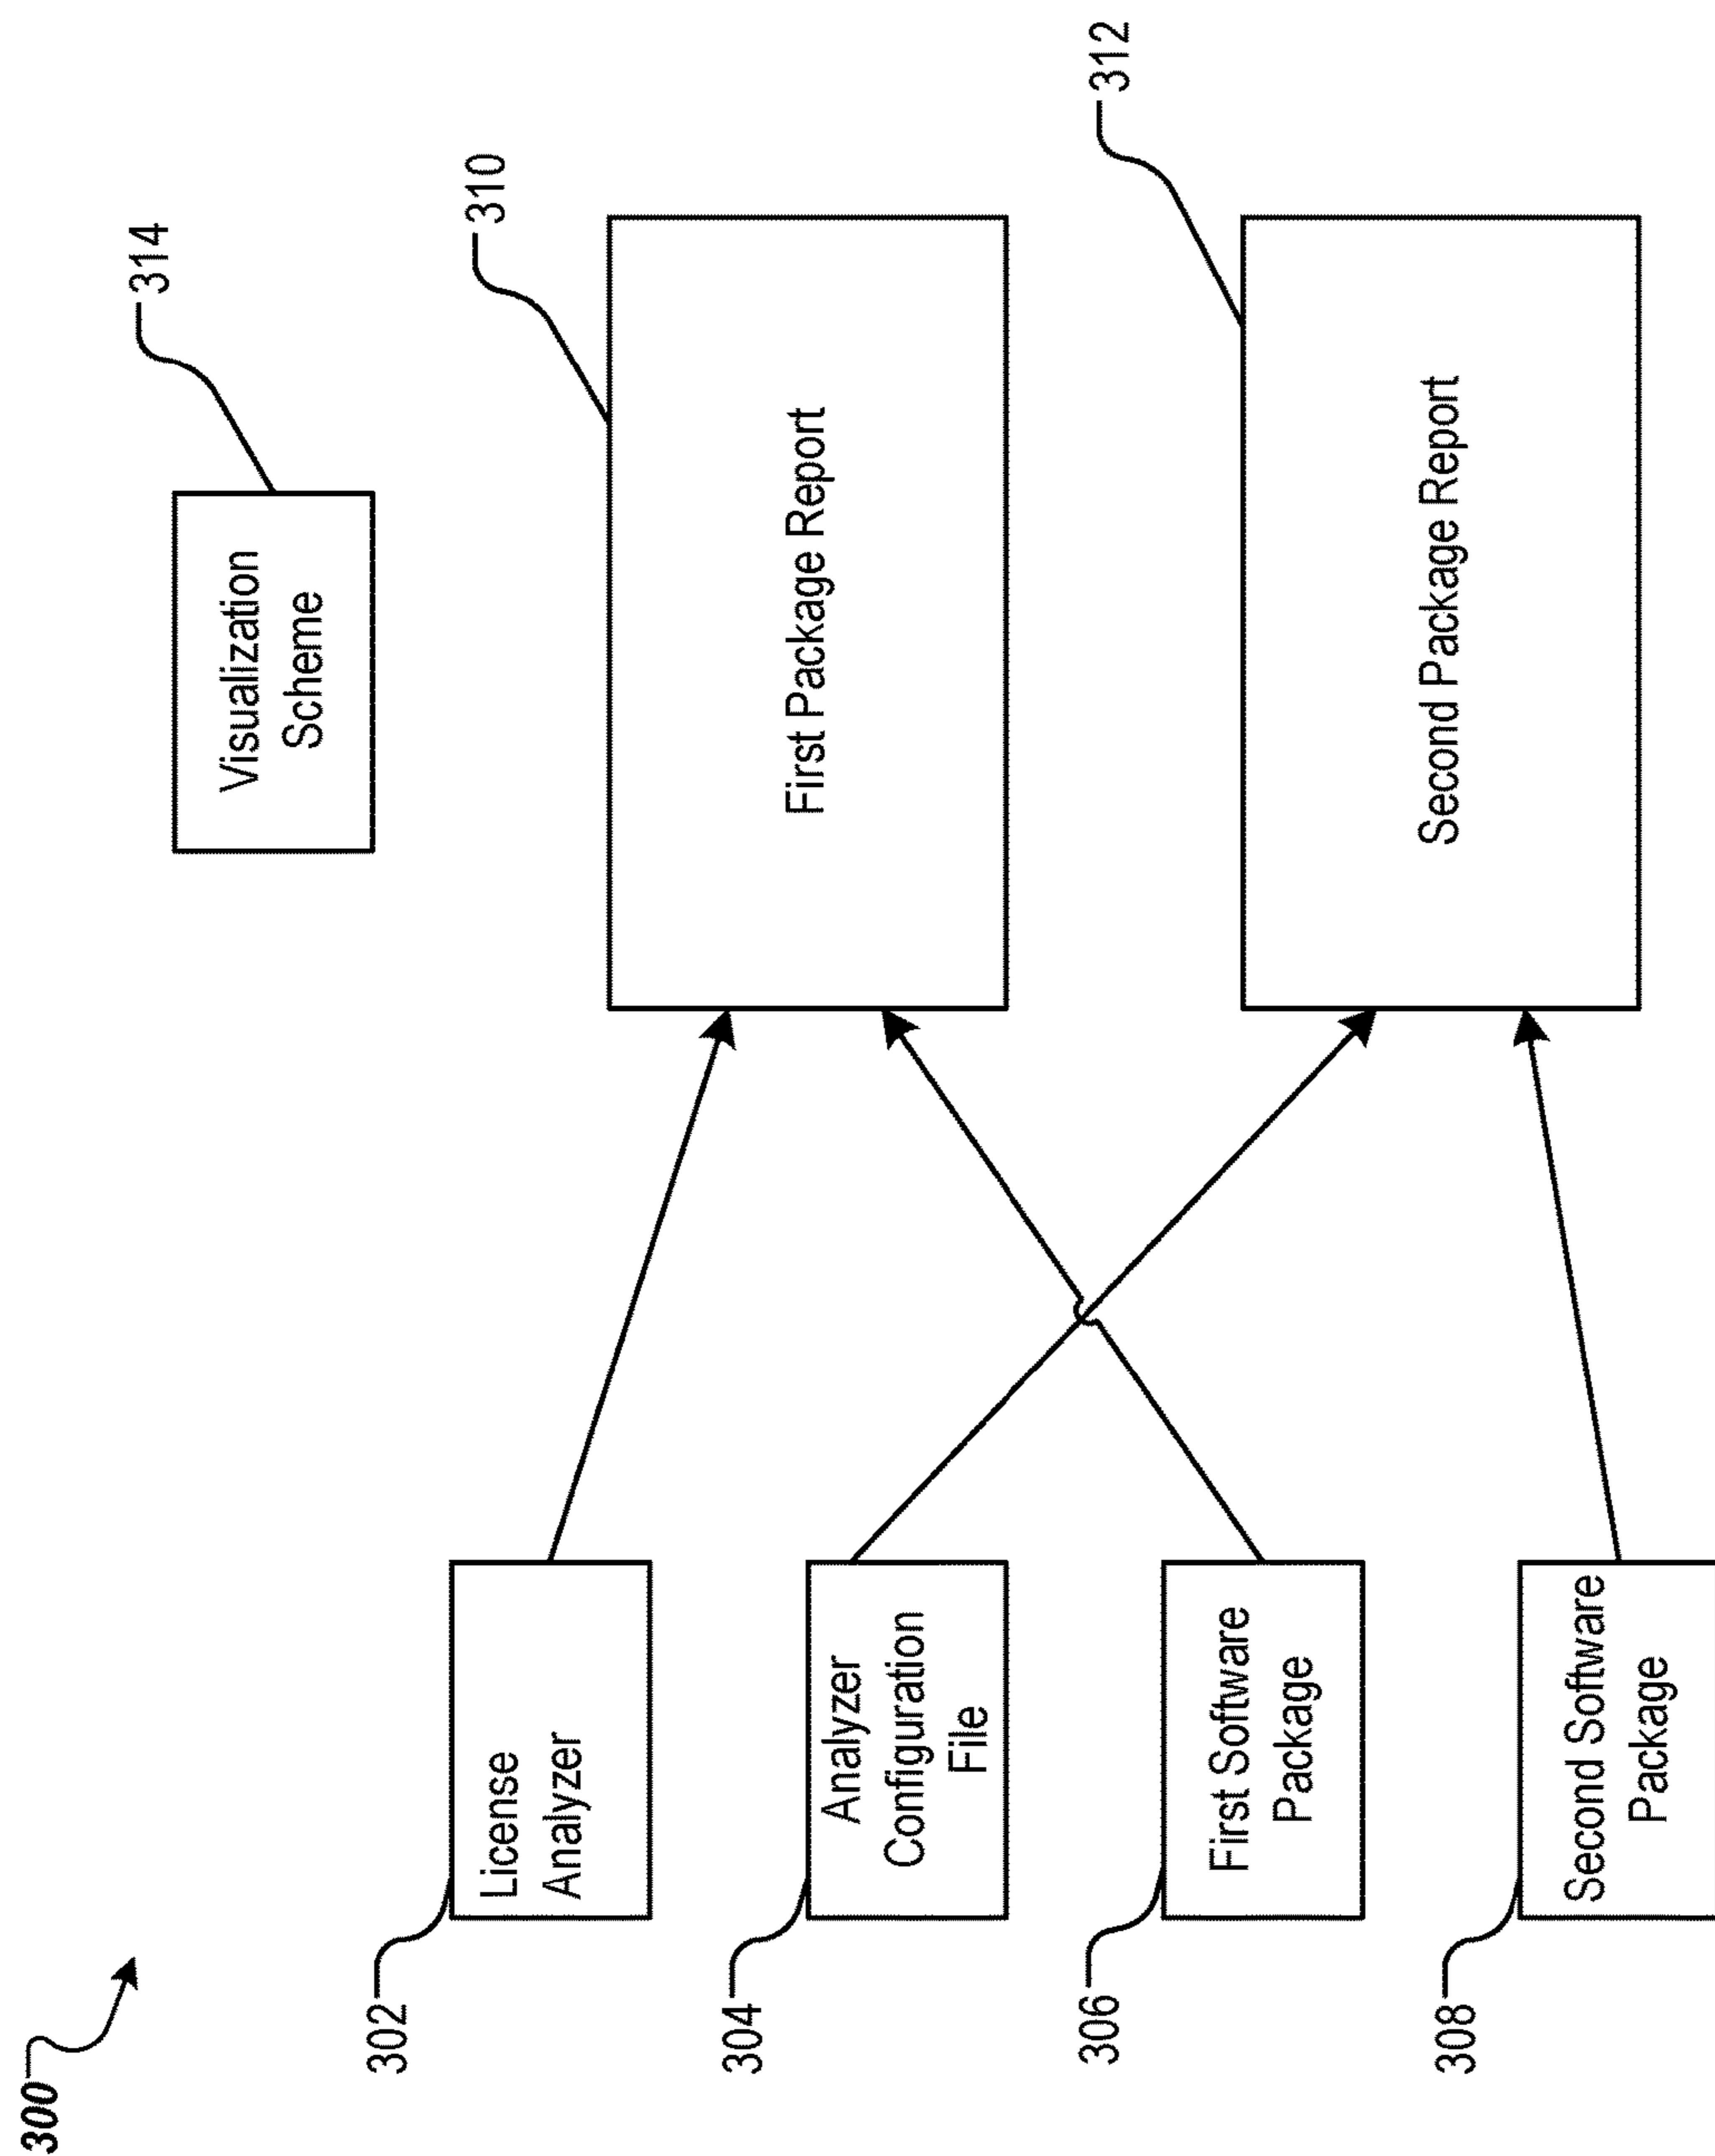 300
314
Visualization
Scheme
302
License
Analyzer
310
First Package Report
304
Analyzer
Configuration
File
306
First Software
Package
312
Second Package Report
308
Second Software
Package